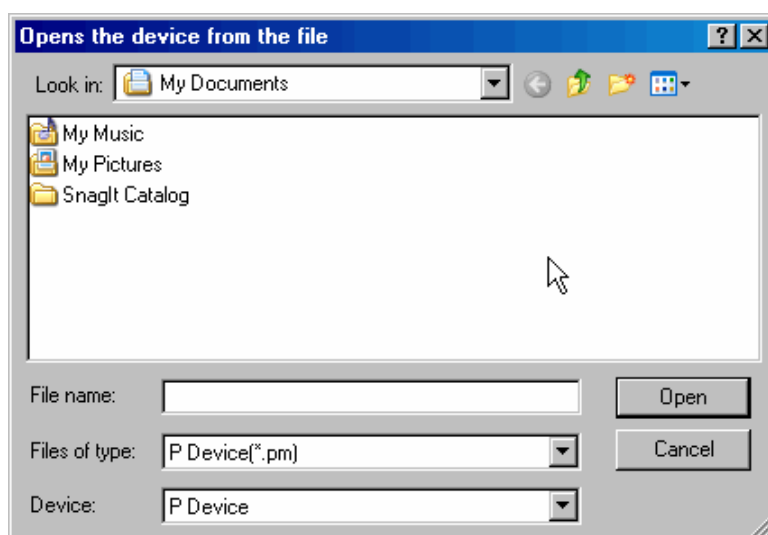 Opens the device from the file
Look in: My Documents
My Music
My Pictures
SnagIt Catalog
File name: Open
Files of type: P Device(*.pm) Cancel
Device: P Device